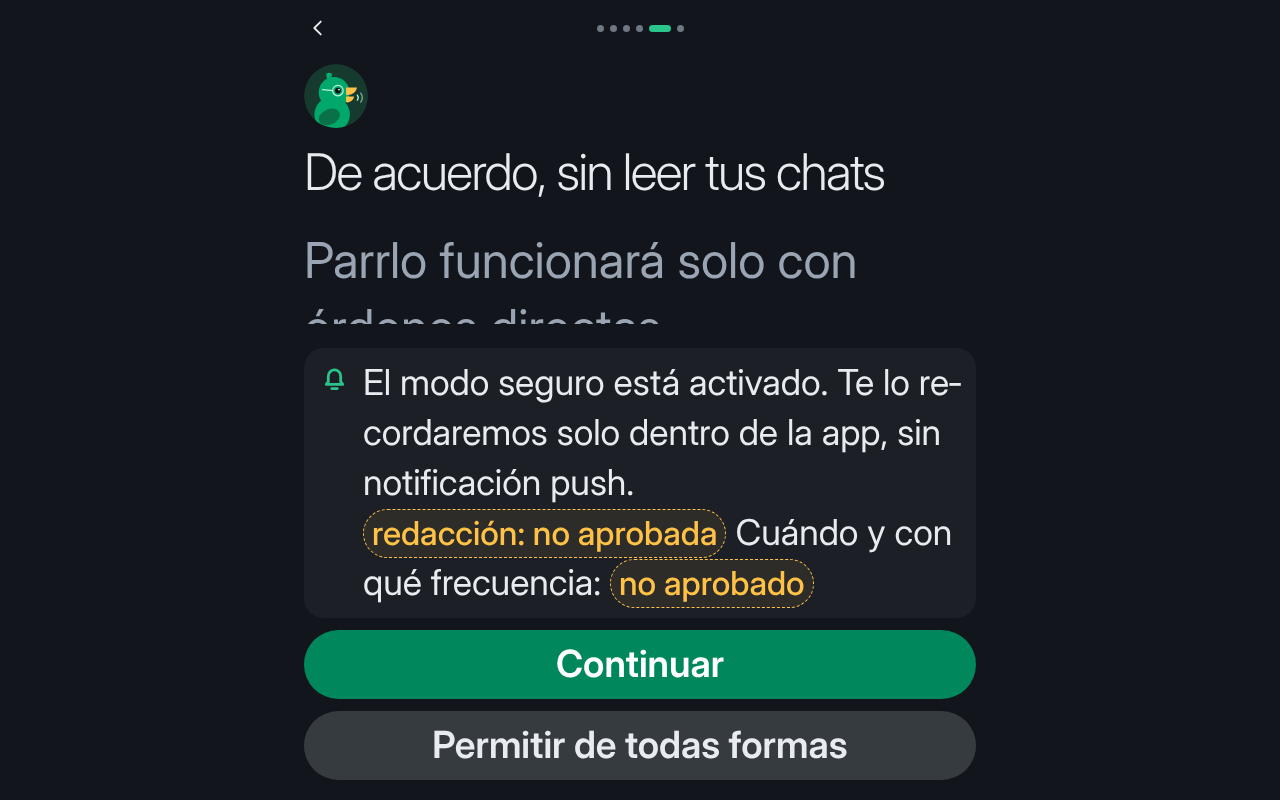 De acuerdo, sin leer tus chats
Parrlo funcionará solo con
órdenes directas
El modo seguro está activado. Te lo re-
cordaremos solo dentro de la app, sin
notificación push.
redacción: no aprobada Cuándo y con
qué frecuencia: no aprobado
Continuar
Permitir de todas formas